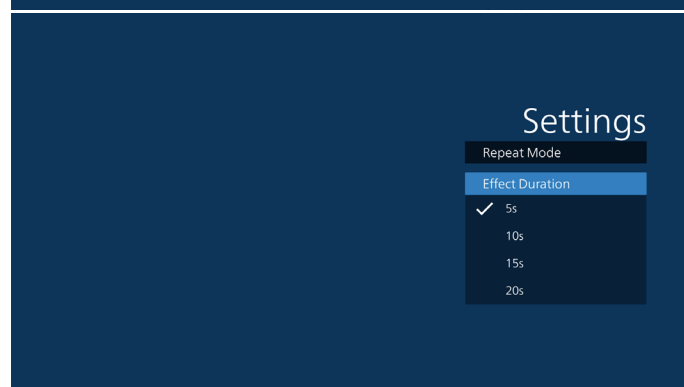 Settings
Repeat Mode
Effect Duration
5s
10s
15s
20s